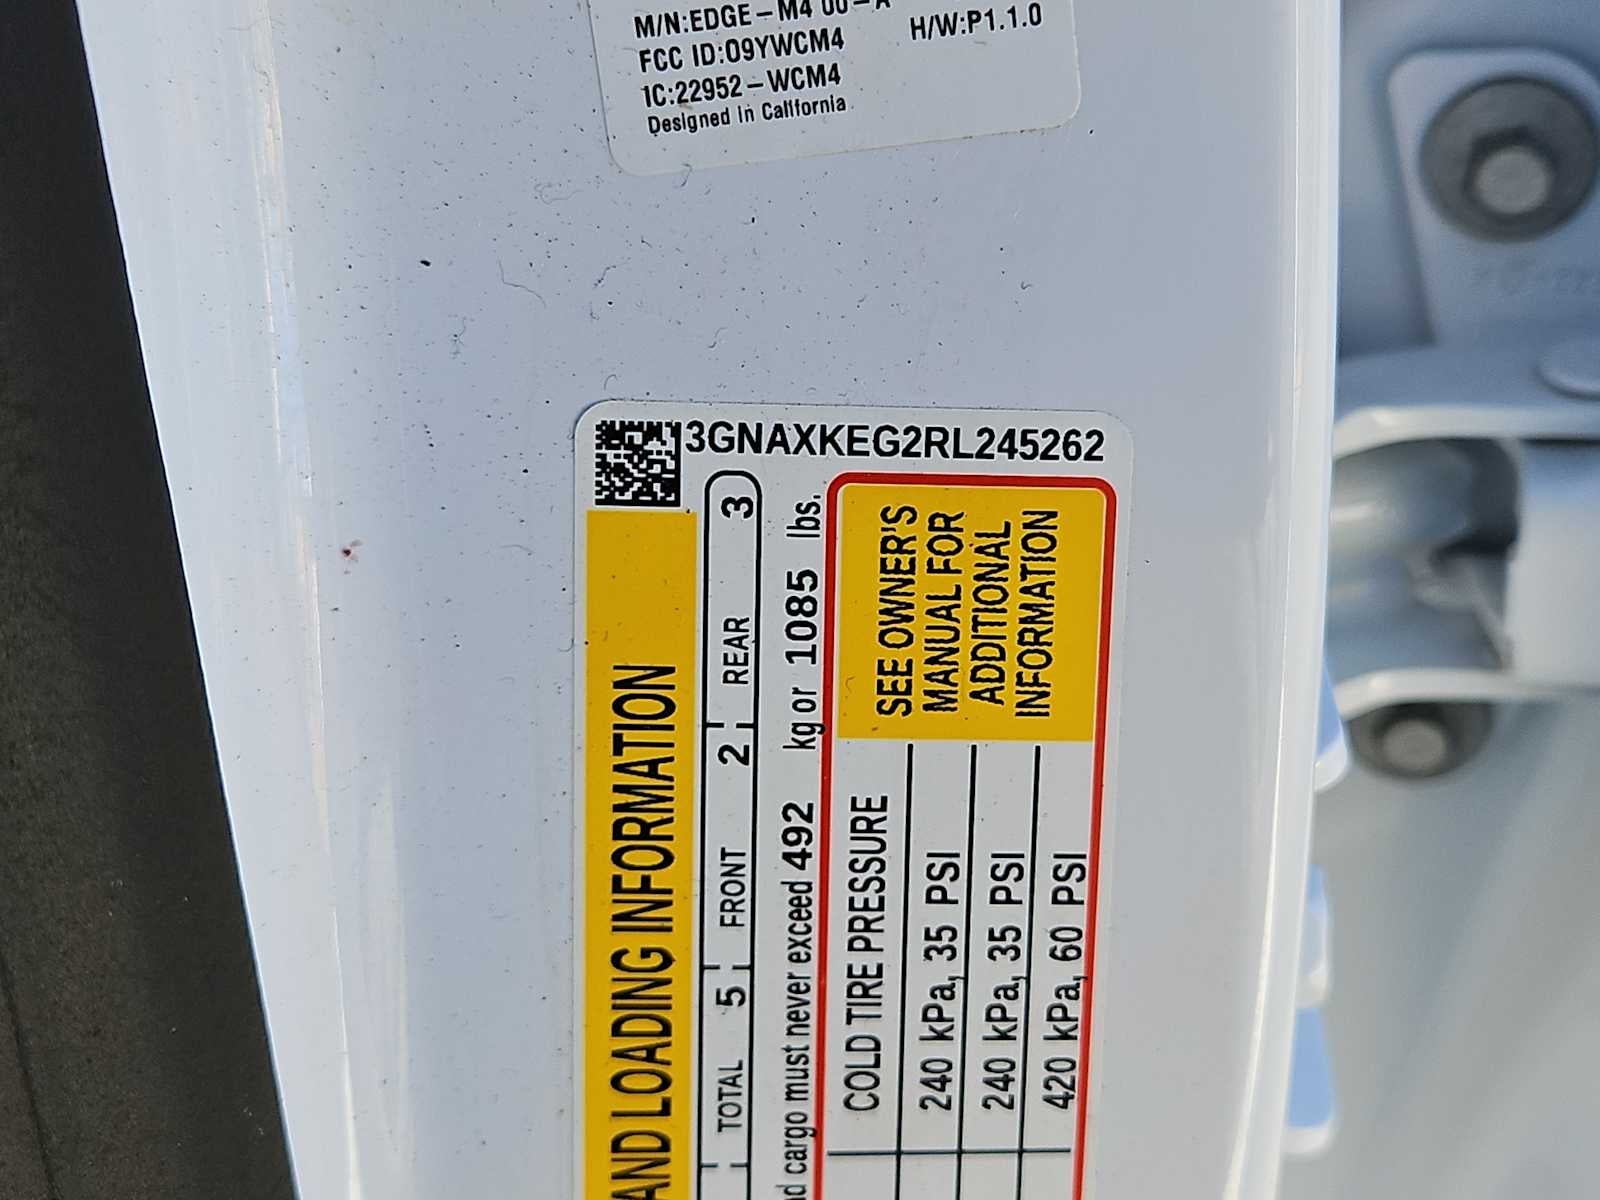 M/N:EDGE-M4 00-A
H/W:P1.1.0
FCC ID:O9YWCM4
1C:22952-WCM4
Designed in California
3GNAXKEG2RL245262
AND LOADING INFORMATION
TOTAL 5 FRONT 2 REAR 3
cargo must never exceed 492 kg or 1085 lbs.
COLD TIRE PRESSURE
240 kPa, 35 PSI
240 kPa, 35 PSI
420 kPa, 60 PSI
SEE OWNER'S
MANUAL FOR
ADDITIONAL
INFORMATION